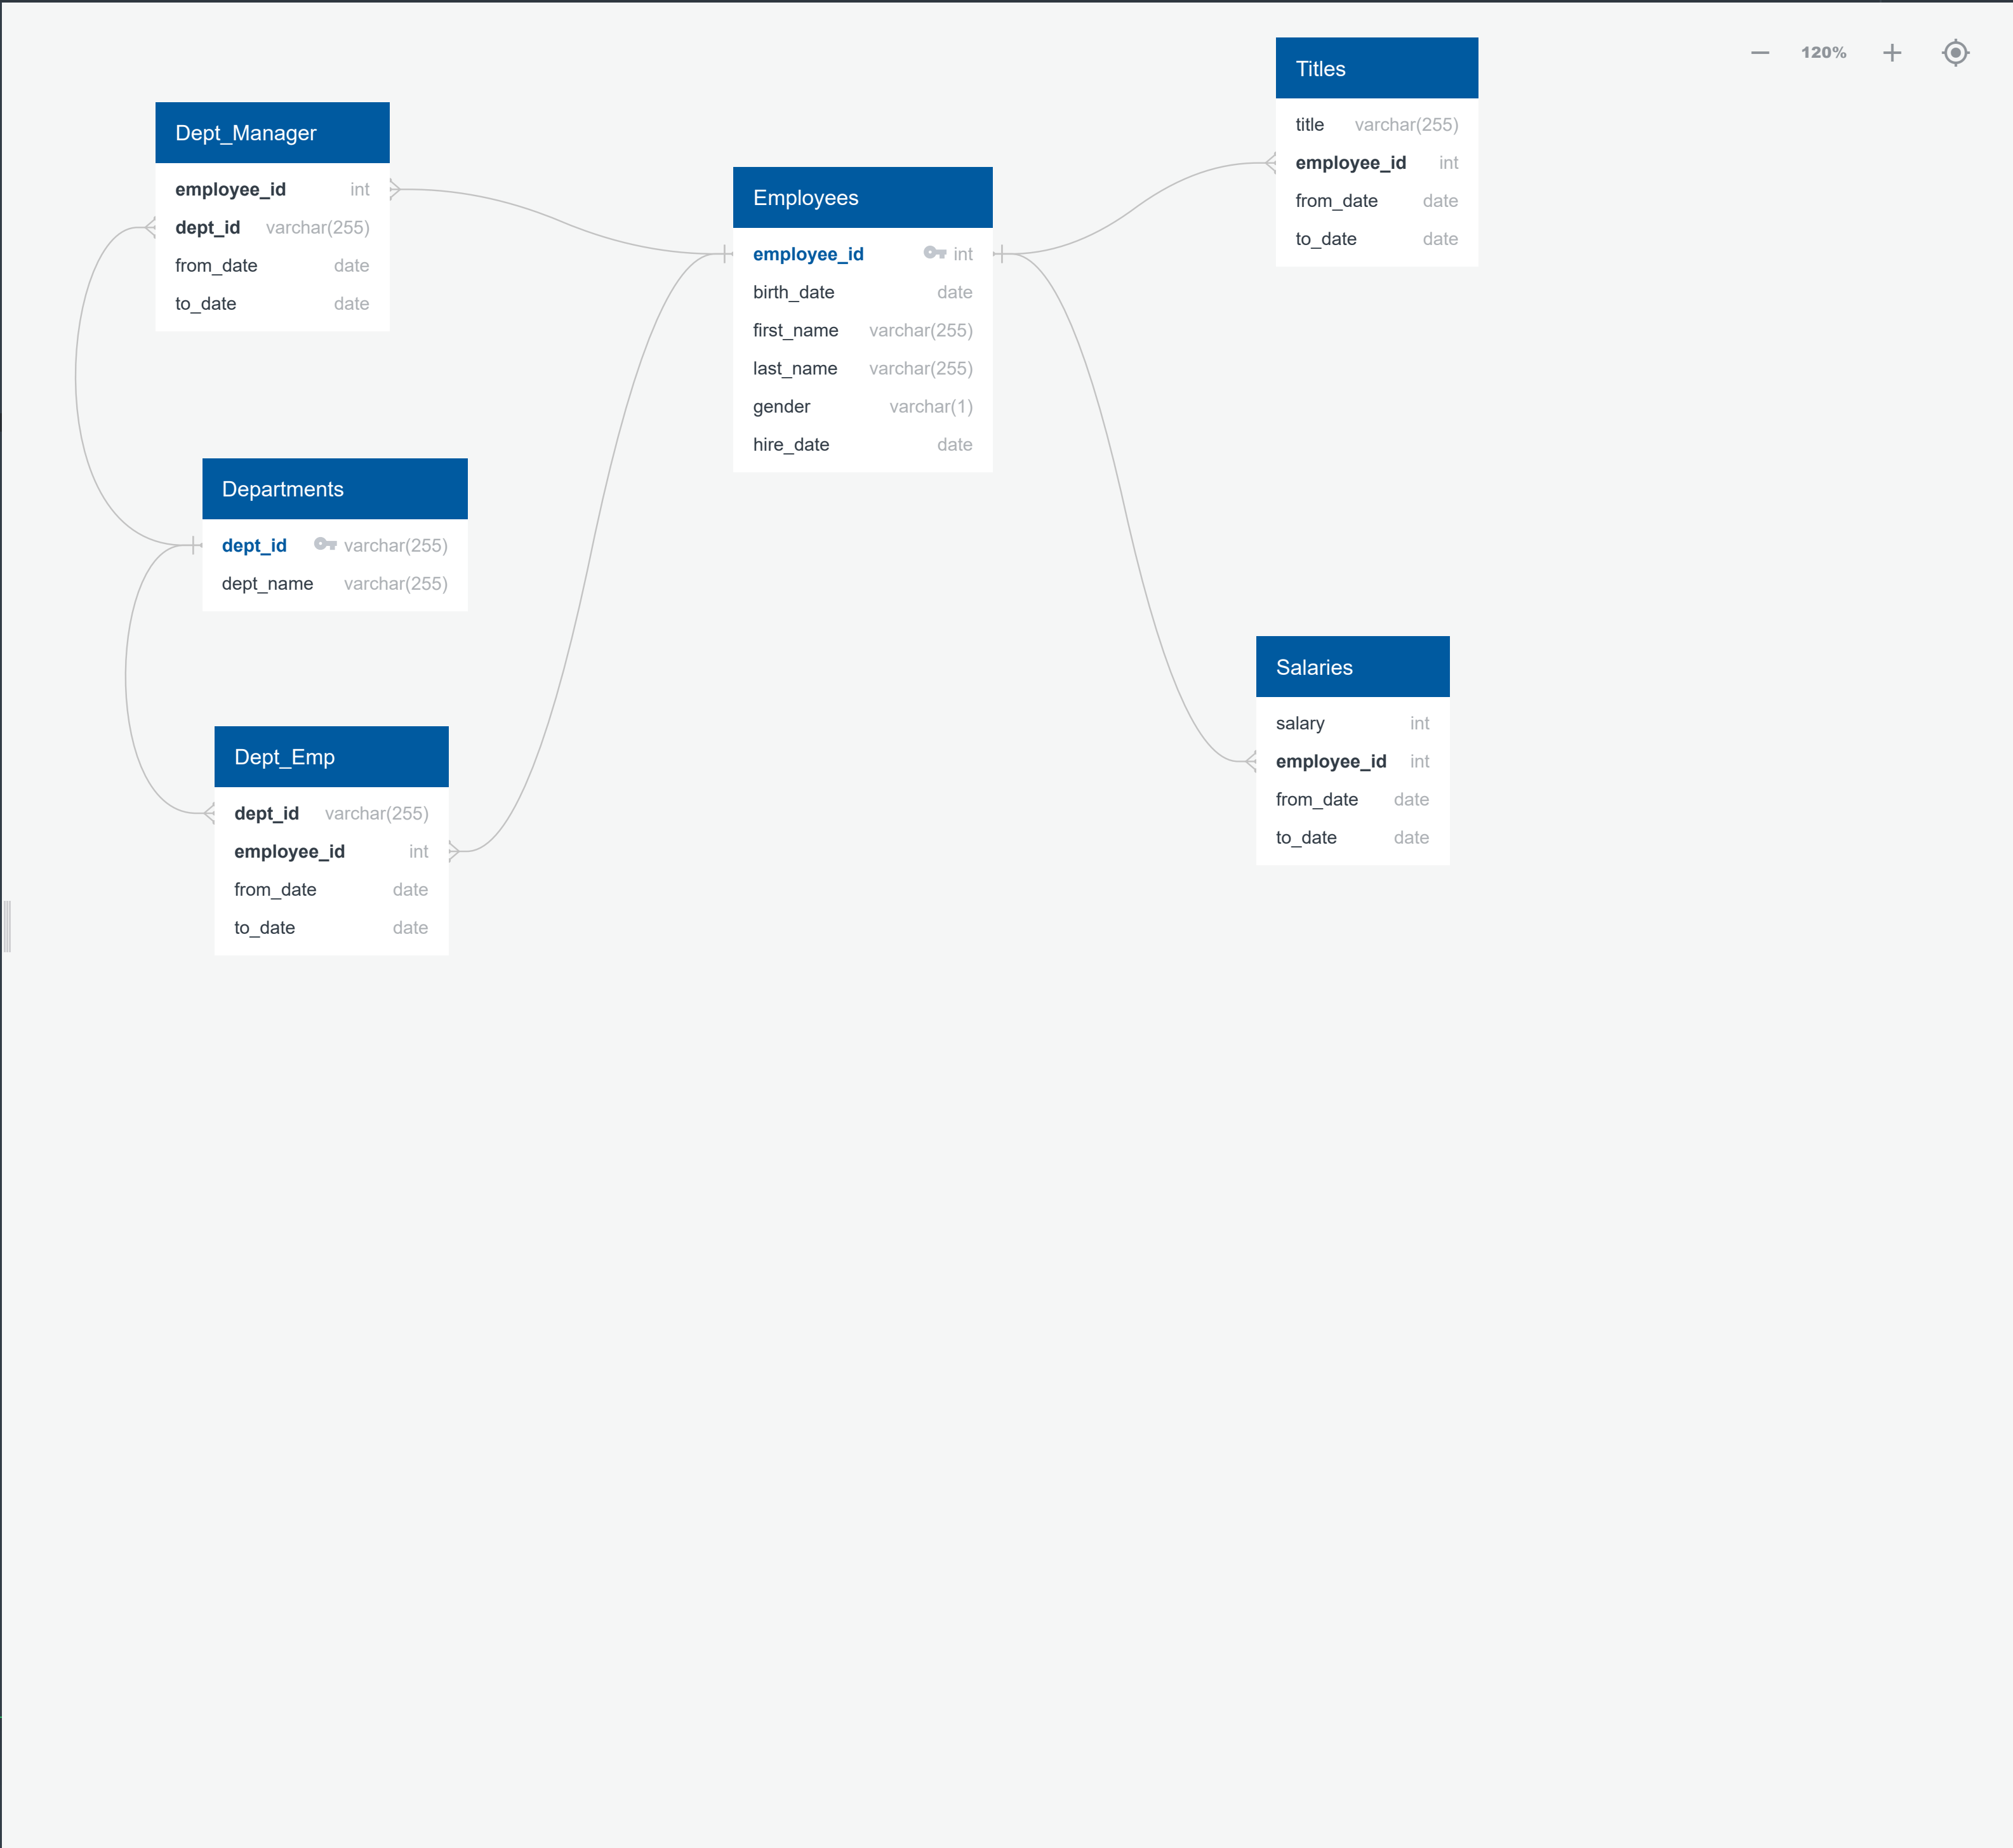 120%
Dept_Manager
employee_id int
dept_id varchar(255)
from_date date
to_date date
Departments
dept_id varchar(255)
dept_name varchar(255)
Dept_Emp
dept_id varchar(255)
employee_id int
from_date date
to_date date
Employees
employee_id int
birth_date date
first_name varchar(255)
last_name varchar(255)
gender varchar(1)
hire_date date
Titles
title varchar(255)
employee_id int
from_date date
to_date date
Salaries
salary int
employee_id int
from_date date
to_date date